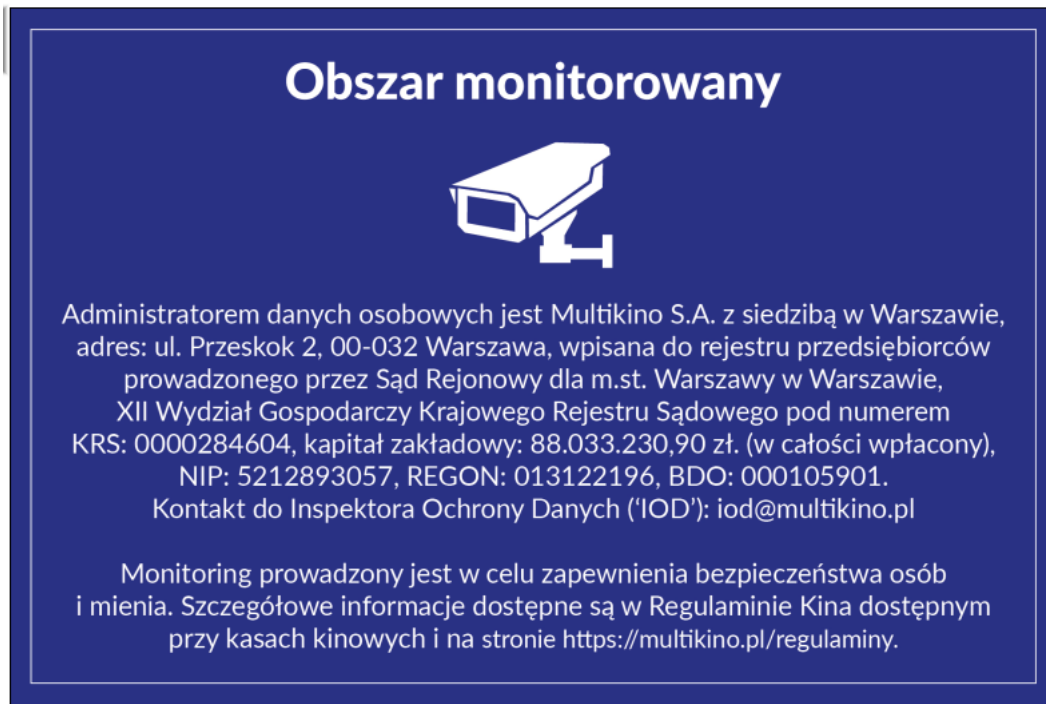 Obszar monitorowany
Administratorem danych osobowych jest Multikino S.A. z siedzibą w Warszawie,
adres: ul. Przeskok 2, 00-032 Warszawa, wpisana do rejestru przedsiębiorców
prowadzonego przez Sąd Rejonowy dla m.st. Warszawy w Warszawie,
XII Wydział Gospodarczy Krajowego Rejestru Sądowego pod numerem
KRS: 0000284604, kapitał zakładowy: 88.033.230,90 zł. (w całości wpłacony),
NIP: 5212893057, REGON: 013122196, BDO: 000105901.
Kontakt do Inspektora Ochrony Danych (‘IOD’): iod@multikino.pl
Monitoring prowadzony jest w celu zapewnienia bezpieczeństwa osób
i mienia. Szczegółowe informacje dostępne są w Regulaminie Kina dostępnym
przy kasach kinowych i na stronie https://multikino.pl/regulaminy.